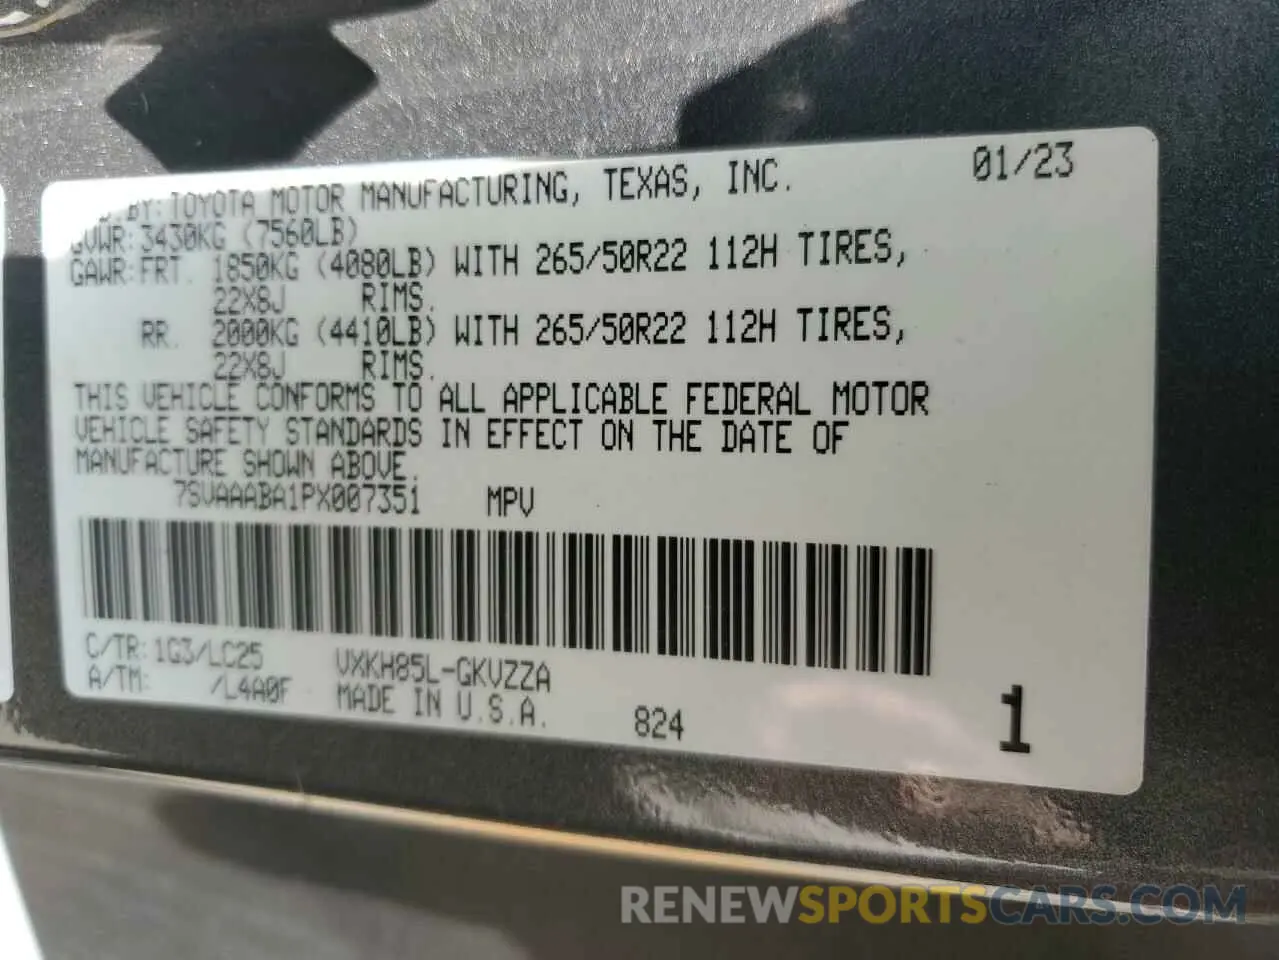 D. BY: TOYOTA MOTOR MANUFACTURING, TEXAS, INC. 01/23
GVWR: 3430KG (7560LB)
GAWR: FRT. 1850KG (4080LB) WITH 265/50R22 112H TIRES,
22X8J RIMS.
RR. 2000KG (4410LB) WITH 265/50R22 112H TIRES,
22X8J RIMS.
THIS VEHICLE CONFORMS TO ALL APPLICABLE FEDERAL MOTOR
VEHICLE SAFETY STANDARDS IN EFFECT ON THE DATE OF
MANUFACTURE SHOWN ABOVE.
7SVAAABA1PX007351 MPV
C/TR: 1G3/LC25 VXKH85L-GKVZZA
A/TM: /L4A0F MADE IN U.S.A. 824 1
RENEWSPORTSCARS.COM